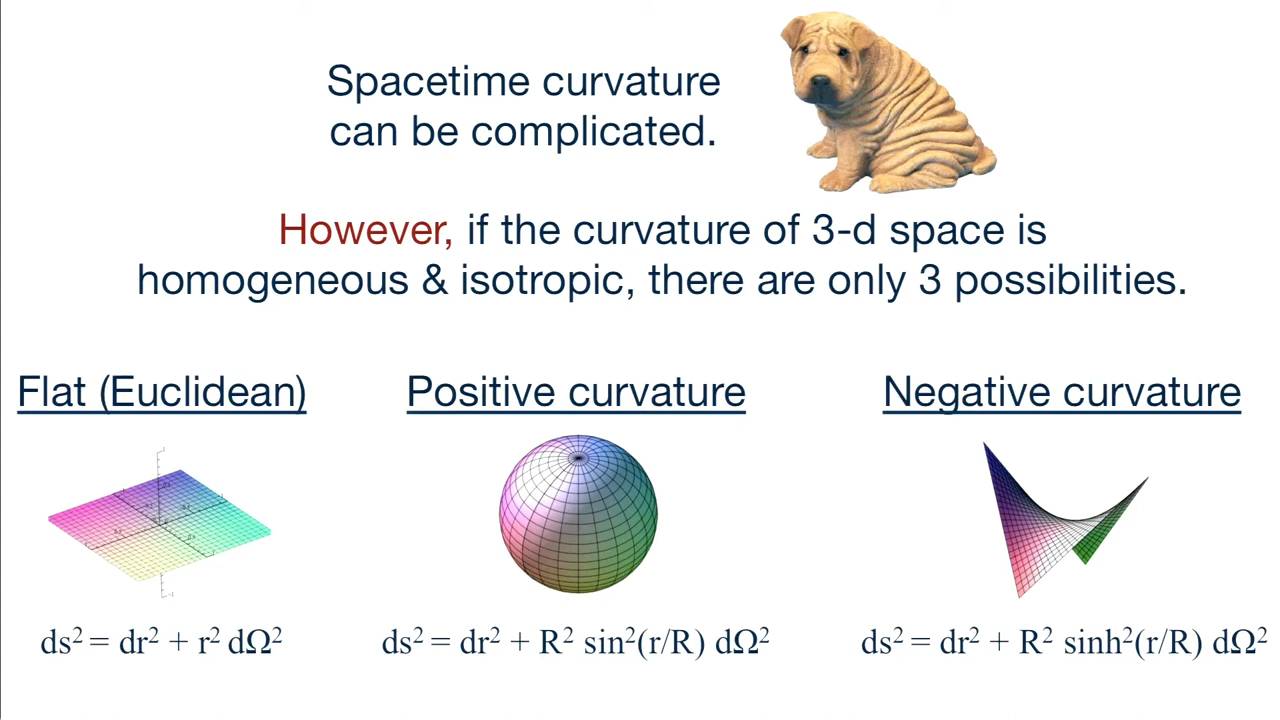 Spacetime curvature
can be complicated.
However, if the curvature of 3-d space is
homogeneous & isotropic, there are only 3 possibilities.
Flat (Euclidean)
Positive curvature
Negative curvature
ds² = dr² + r² dΩ²
ds² = dr² + R² sin²(r/R) dΩ²
ds² = dr² + R² sinh²(r/R) dΩ²